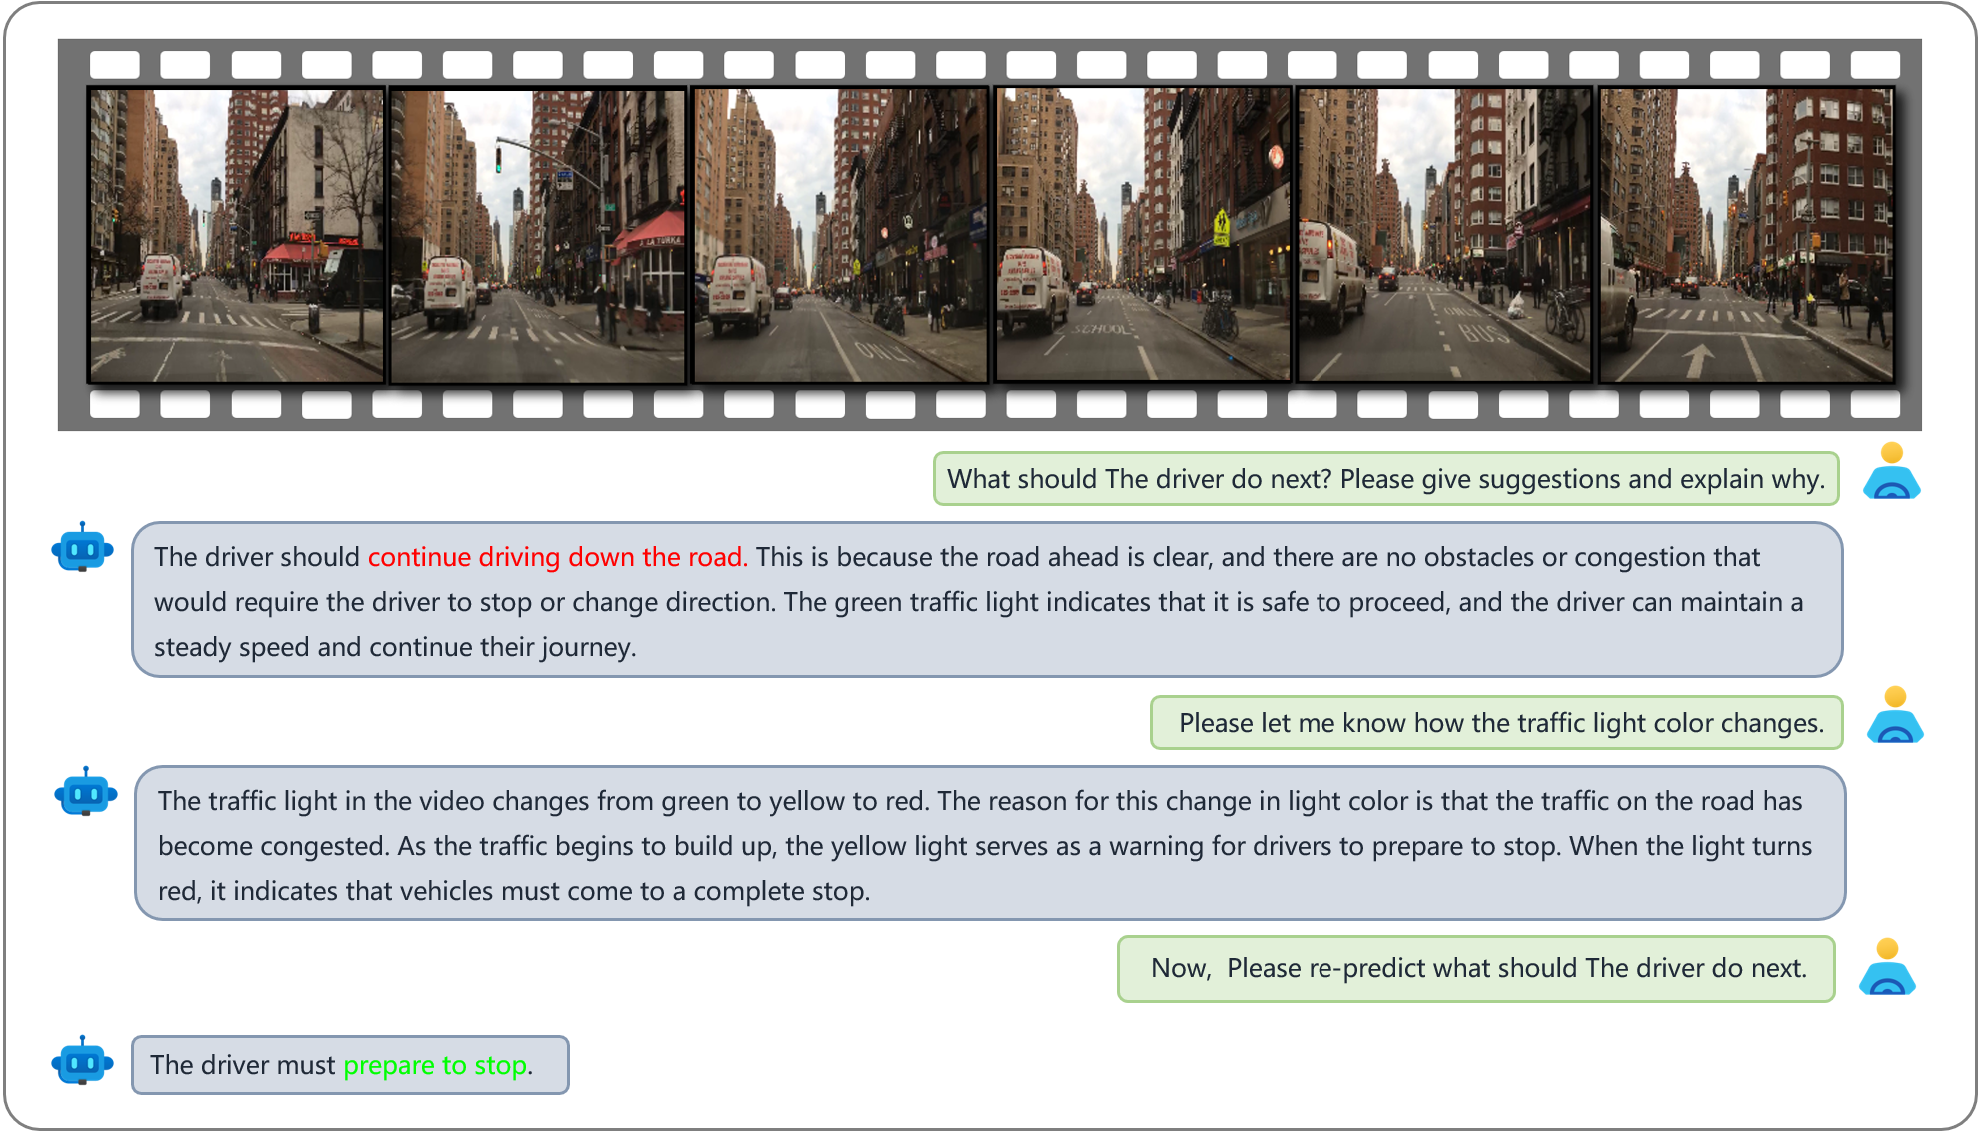 J LA TORRA
ONLY
SCHOOL
ONLY
BUS
What should The driver do next? Please give suggestions and explain why.
The driver should continue driving down the road. This is because the road ahead is clear, and there are no obstacles or congestion that
would require the driver to stop or change direction. The green traffic light indicates that it is safe to proceed, and the driver can maintain a
steady speed and continue their journey.
Please let me know how the traffic light color changes.
The traffic light in the video changes from green to yellow to red. The reason for this change in light color is that the traffic on the road has
become congested. As the traffic begins to build up, the yellow light serves as a warning for drivers to prepare to stop. When the light turns
red, it indicates that vehicles must come to a complete stop.
Now, Please re-predict what should The driver do next.
The driver must prepare to stop.